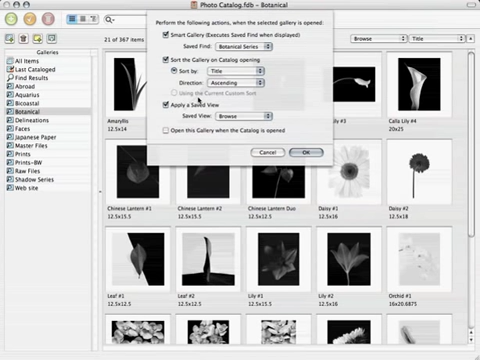 Photo Catalog.fdb - Botanical
Perform the following actions, when the selected gallery is opened:
Smart Gallery (Executes Saved Find when displayed)
Saved Find: Botanical Series
Sort the Gallery on Catalog opening
Sort by: Title
Direction: Ascending
Using the Current Custom Sort
Apply a Saved View
Saved View: Browse
Open this Gallery when the Catalog is opened
Cancel
OK
21 of 367 items
Browse
Title
Galleries
All Items
Last Cataloged
Find Results
Abroad
Aquarius
Bicoastal
Botanical
Delineations
Faces
Japanese Paper
Master Files
Prints
Prints-BW
Red Files
Shadow Series
Web site
Amaryllis
12.5x14
Calla Lily #4
20x25
Chinese Lantern #1
12.5x15.5
Chinese Lantern #2
12.5x15.5
Chinese Lantern Duo
12.5x12.5
Daisy #1
12.5x16
Daisy #2
12.5x18
Leaf #1
12.5x12.5
Leaf #2
12.5x12.5
Lily #1
12.5x12.5
Lily #2
12.5x16
Orchid #1
16x20.6875